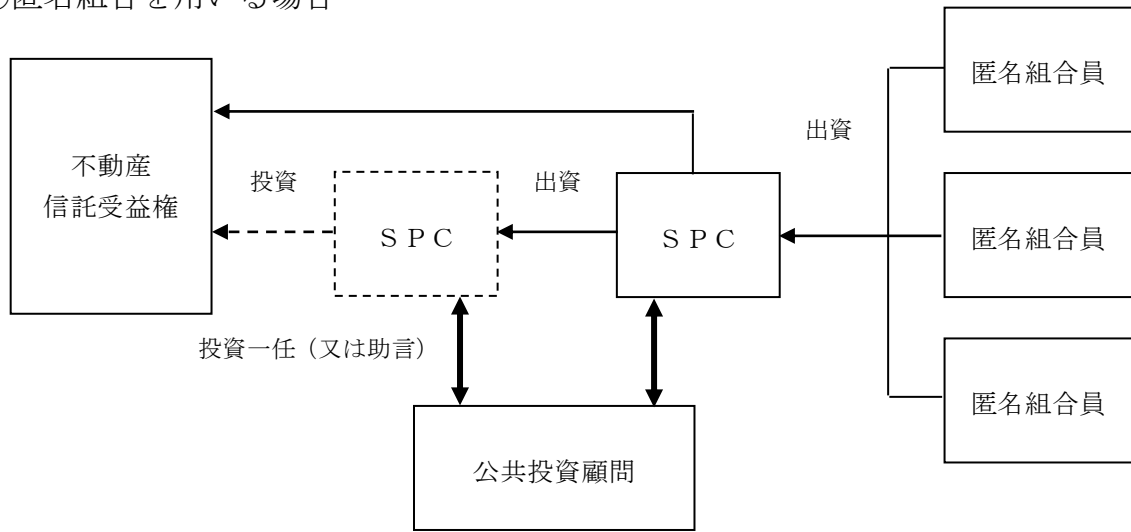 匿名組合を用いる場合
匿名組合員
出資
不動産
信託受益権
投資
ＳＰＣ
出資
ＳＰＣ
匿名組合員
投資一任（又は助言）
匿名組合員
公共投資顧問